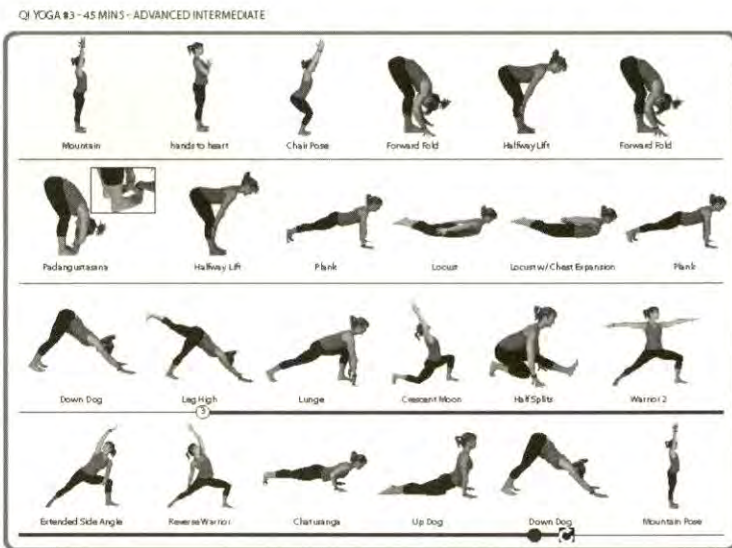 QI YOGA #3 - 45 MINS - ADVANCED INTERMEDIATE
Mountain hands to heart Chair Pose Forward Fold Halfway Lift Forward Fold
Padangustasana Halfway Lift Plank Locust Locust w/ Chest Expansion Plank
Down Dog Leg High Lunge Crescent Moon Half Splits Warrior 2
3
Extended Side Angle Reverse Warrior Chaturanga Up Dog Down Dog Mountain Pose